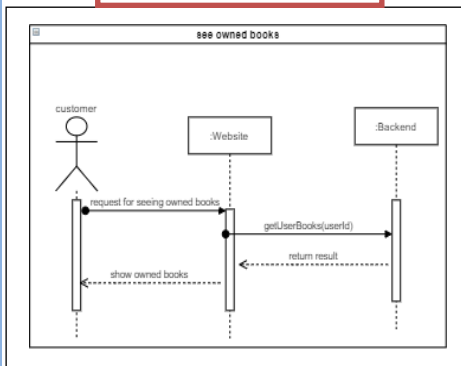 see owned books
customer
:Website
:Backend
request for seeing owned books
getUserBooks(userId)
return result
show owned books